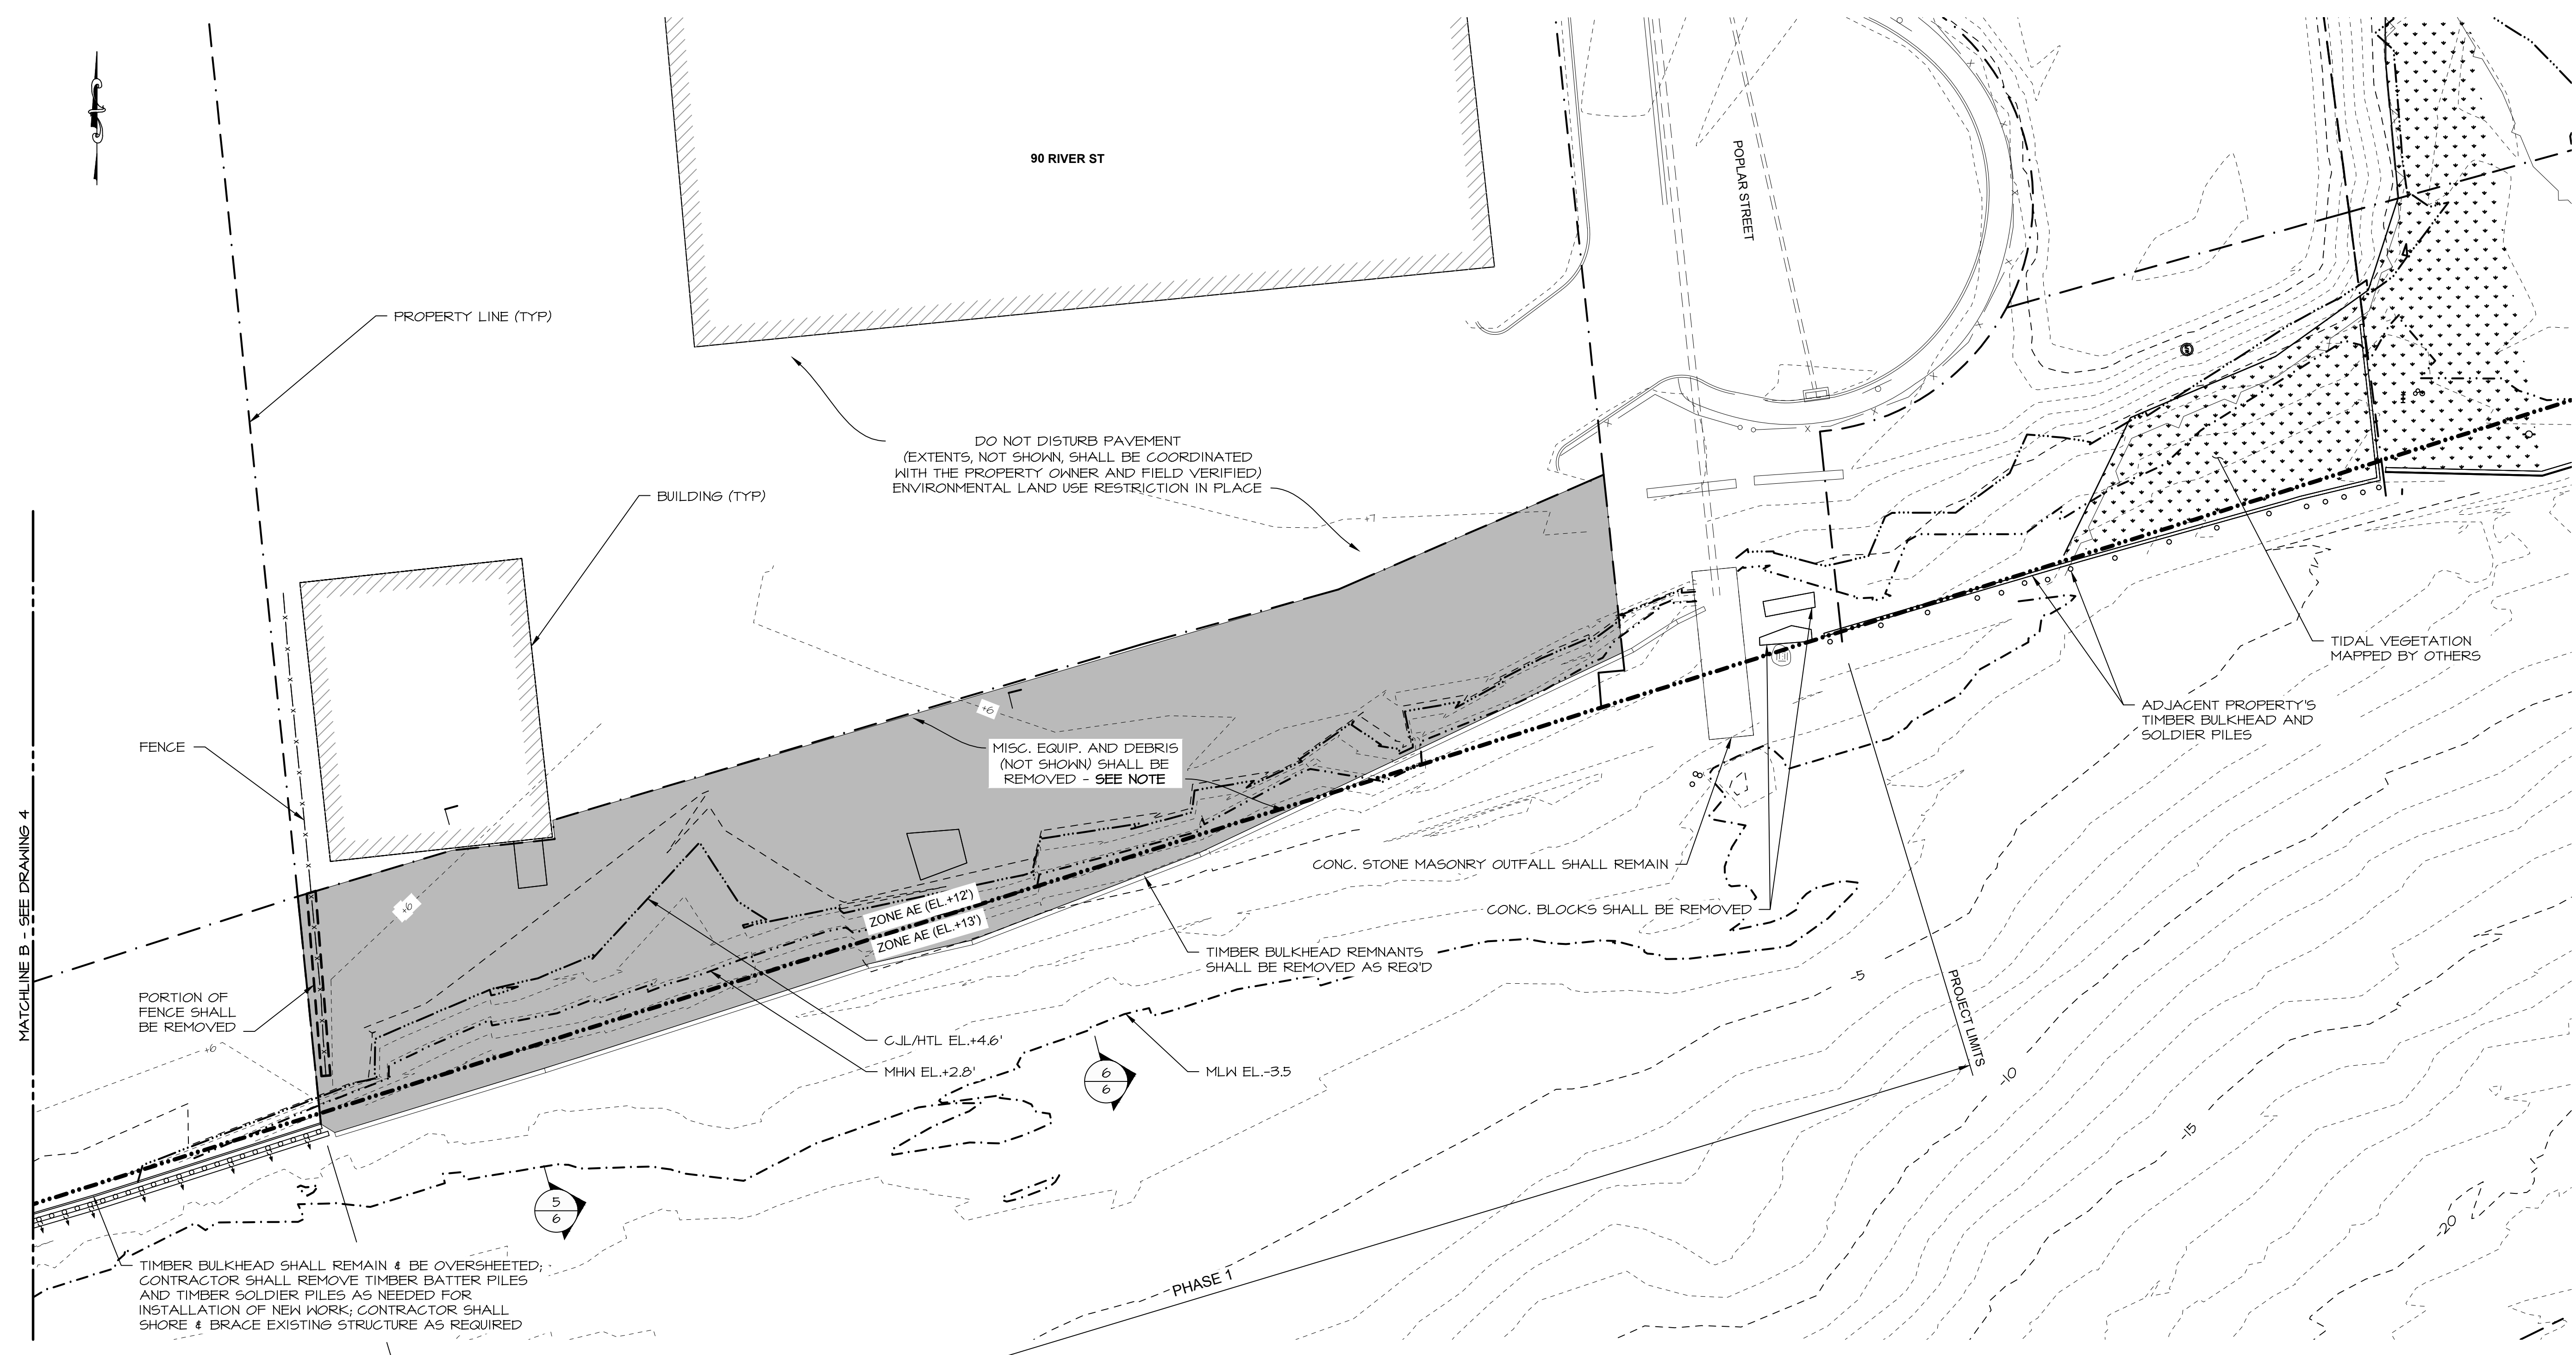 90 RIVER ST
POPLAR STREET
PROPERTY LINE (TYP)
5
DO NOT DISTURB PAVEMENT
(EXTENTS, NOT SHOWN, SHALL BE COORDINATED
WITH THE PROPERTY OWNER AND FIELD VERIFIED)
ENVIRONMENTAL LAND USE RESTRICTION IN PLACE
BUILDING (TYP)
+7
TIDAL VEGETATION
MAPPED BY OTHERS
+6
ADJACENT PROPERTY'S
TIMBER BULKHEAD AND
SOLDIER PILES
FENCE
MISC. EQUIP. AND DEBRIS
(NOT SHOWN) SHALL BE
REMOVED - SEE NOTE
CONC. STONE MASONRY OUTFALL SHALL REMAIN
+6
ZONE AE (EL.+12')
ZONE AE (EL.+13')
CONC. BLOCKS SHALL BE REMOVED
MATCHLINE B - SEE DRAWING 4
TIMBER BULKHEAD REMNANTS
SHALL BE REMOVED AS REQ'D
-5
PROJECT LIMITS
PORTION OF
FENCE SHALL
BE REMOVED
+6
CJL/HTL EL.+4.6'
MHW EL.+2.8'
MLW EL.-3.5
6
6
-10
-15
5
6
-20
TIMBER BULKHEAD SHALL REMAIN & BE OVERSHEETED;
CONTRACTOR SHALL REMOVE TIMBER BATTER PILES
AND TIMBER SOLDIER PILES AS NEEDED FOR
INSTALLATION OF NEW WORK; CONTRACTOR SHALL
SHORE & BRACE EXISTING STRUCTURE AS REQUIRED
PHASE 1